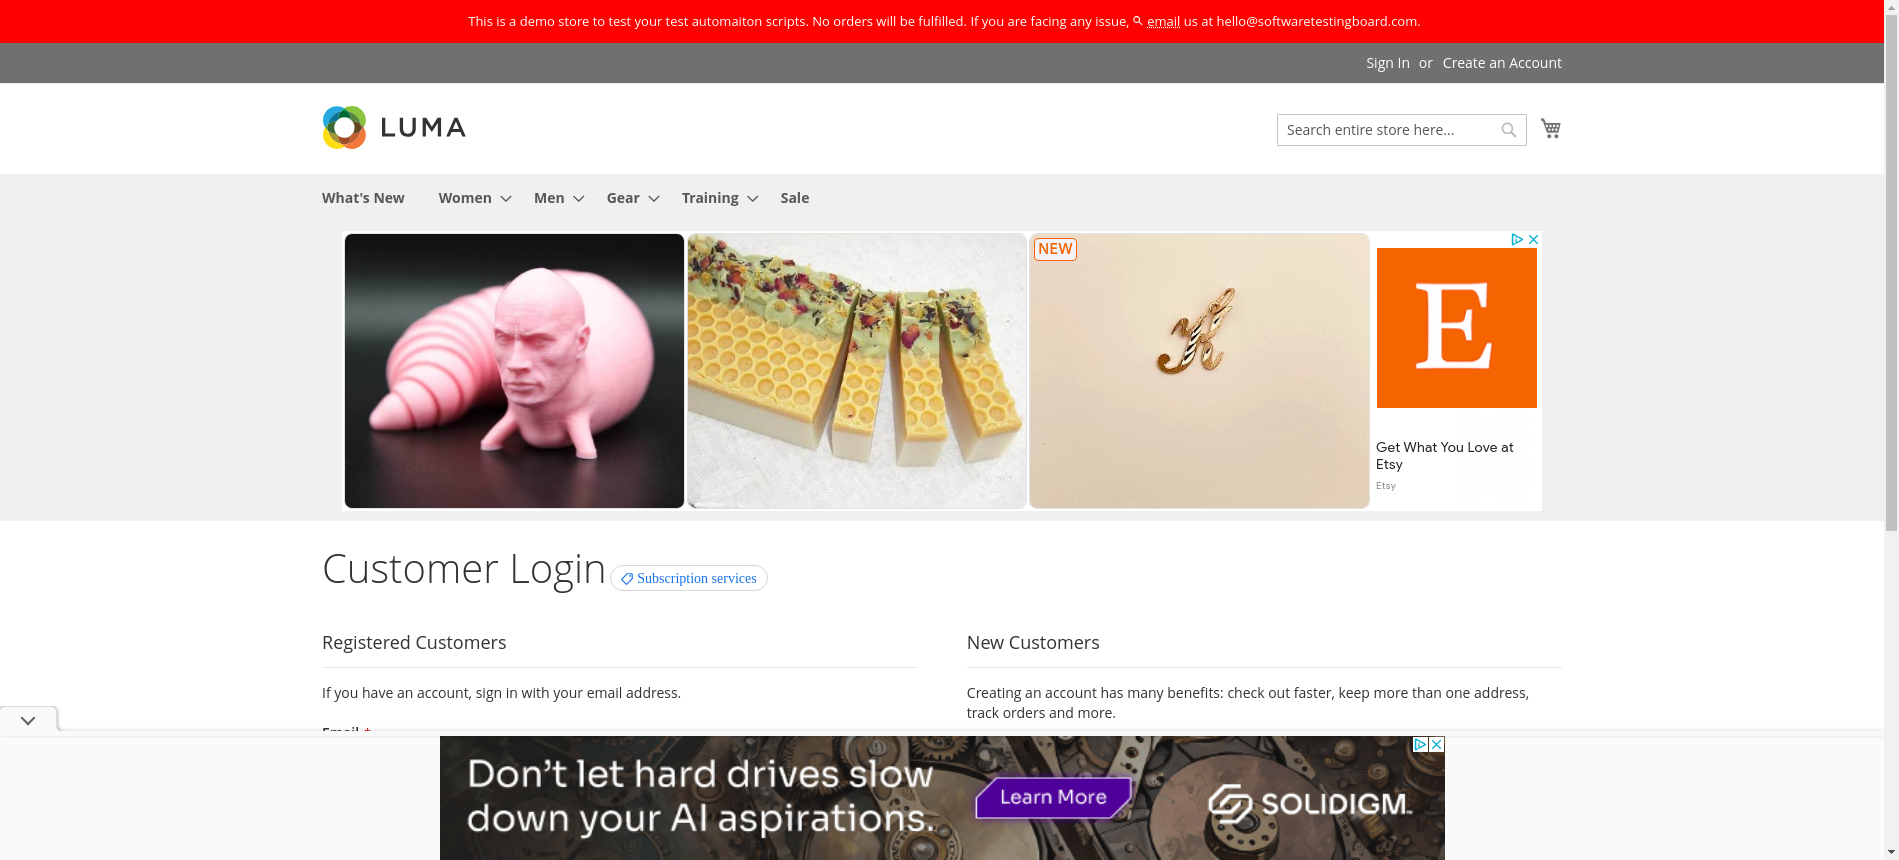 This is a demo store to test your test automaiton scripts. No orders will be fulfilled. If you are facing any issue, email us at hello@softwaretestingboard.com.
Sign In or Create an Account
LUMA
Search entire store here...
What's New Women Men Gear Training Sale
NEW
E
Get What You Love at
Etsy
Etsy
Customer Login
Subscription services
Registered Customers
If you have an account, sign in with your email address.
Email *
New Customers
Creating an account has many benefits: check out faster, keep more than one address,
track orders and more.
Don't let hard drives slow
down your AI aspirations.
Learn More
SOLIDIGM